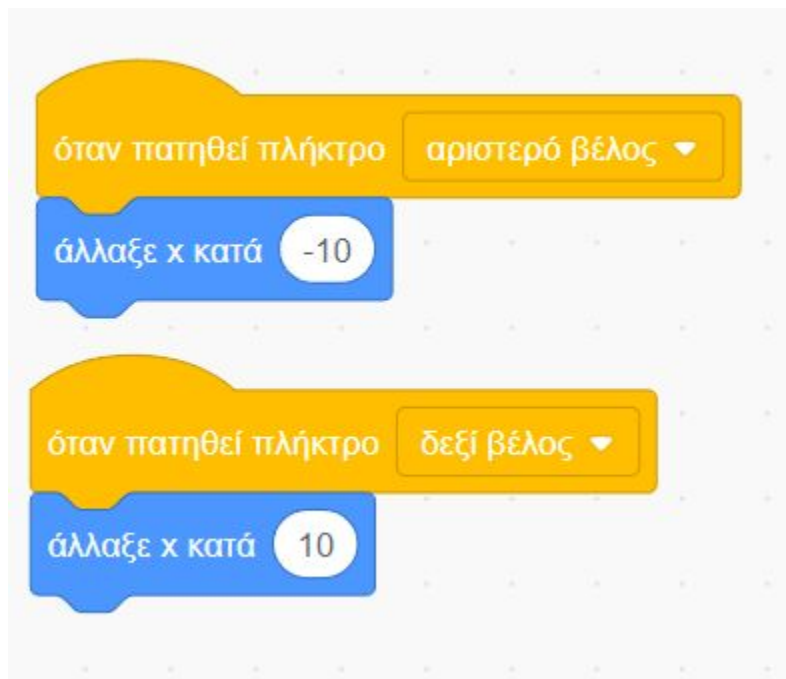 όταν πατηθεί πλήκτρο αριστερό βέλος
άλλαξε x κατά -10
όταν πατηθεί πλήκτρο δεξί βέλος
άλλαξε x κατά 10